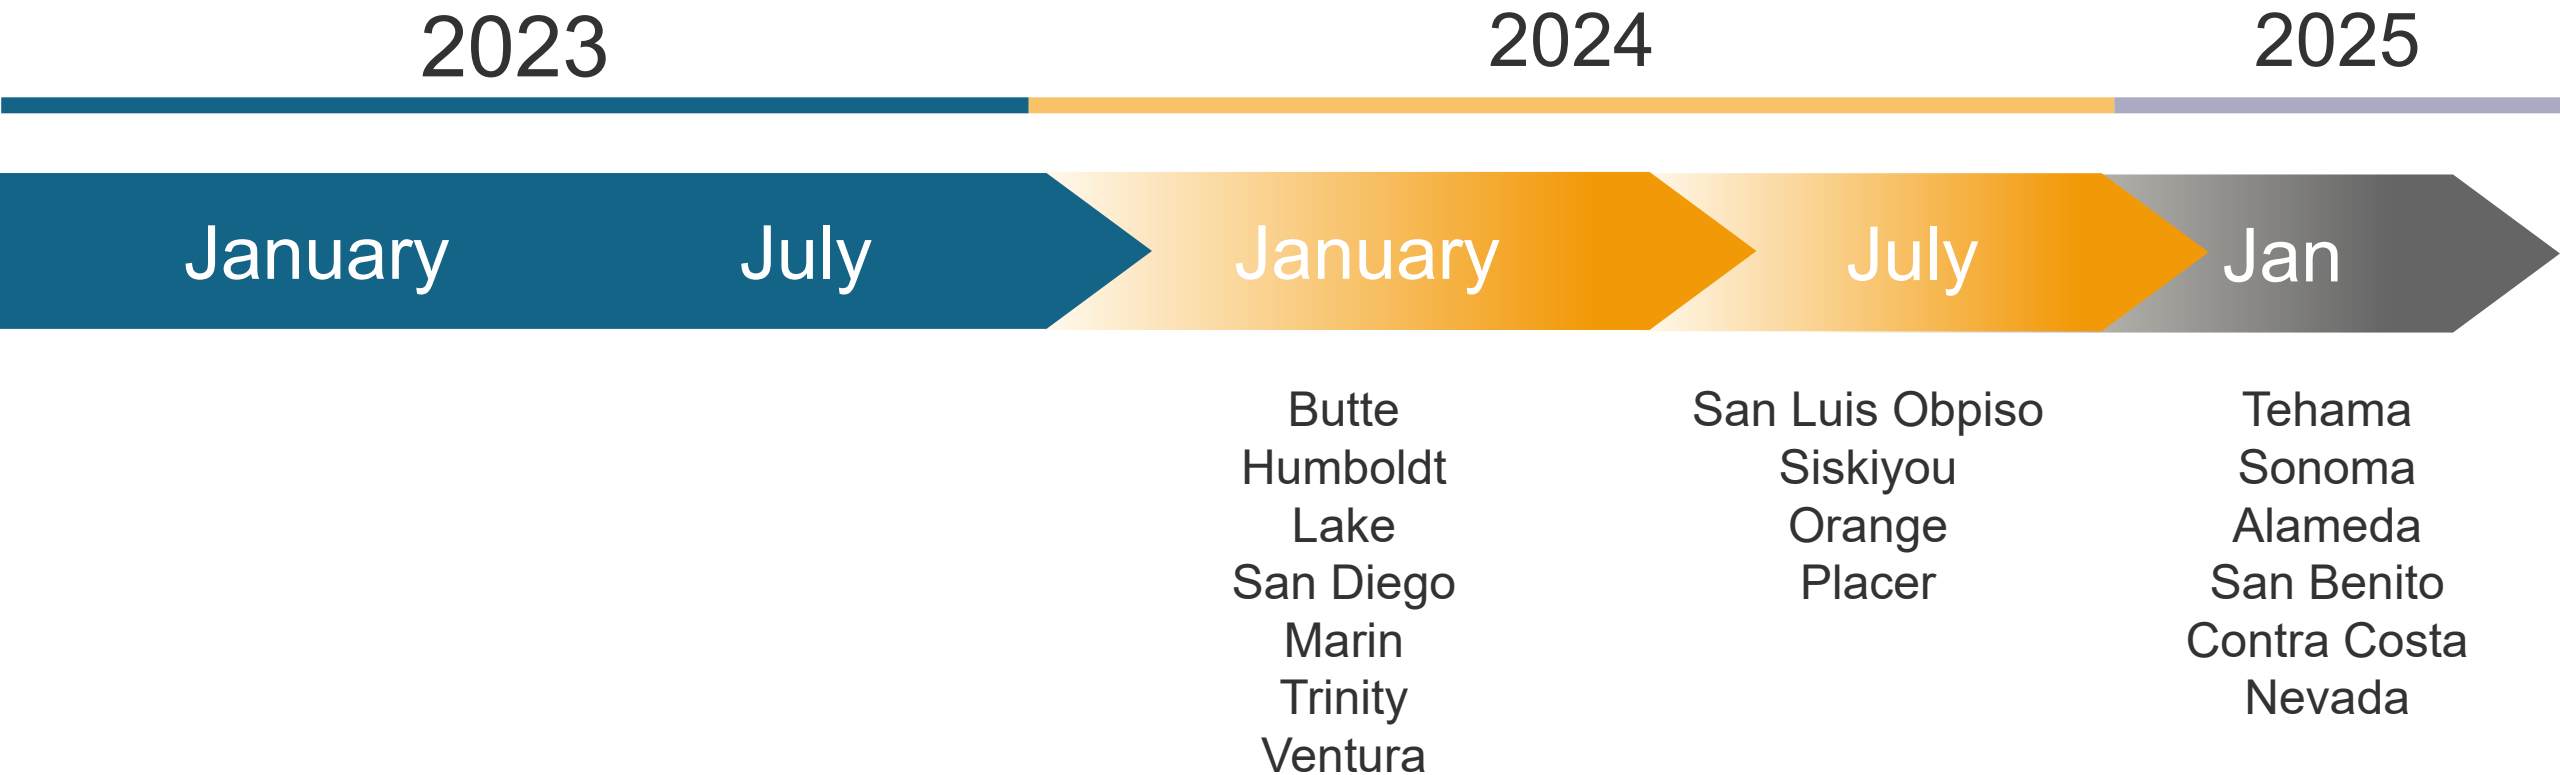 2023
2024
2025
January
July
January
July
Jan
Butte
Humboldt
Lake
San Diego
Marin
Trinity
Ventura
San Luis Obpiso
Siskiyou
Orange
Placer
Tehama
Sonoma
Alameda
San Benito
Contra Costa
Nevada